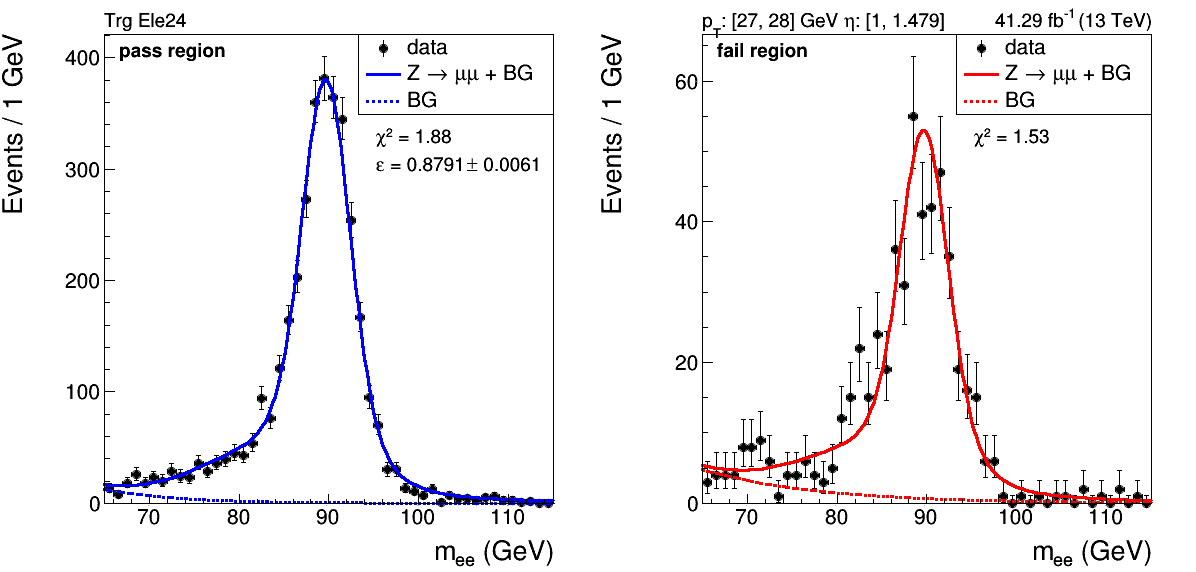 Trg Ele24
pass region
data
Z → μμ + BG
BG
χ² = 1.88
ε = 0.8791 ± 0.0061
Events / 1 GeV
400
300
200
100
0
70 80 90 100 110
m_ee (GeV)
p_T: [27, 28] GeV η: [1, 1.479] 41.29 fb⁻¹ (13 TeV)
fail region
data
Z → μμ + BG
BG
χ² = 1.53
Events / 1 GeV
60
40
20
0
70 80 90 100 110
m_ee (GeV)